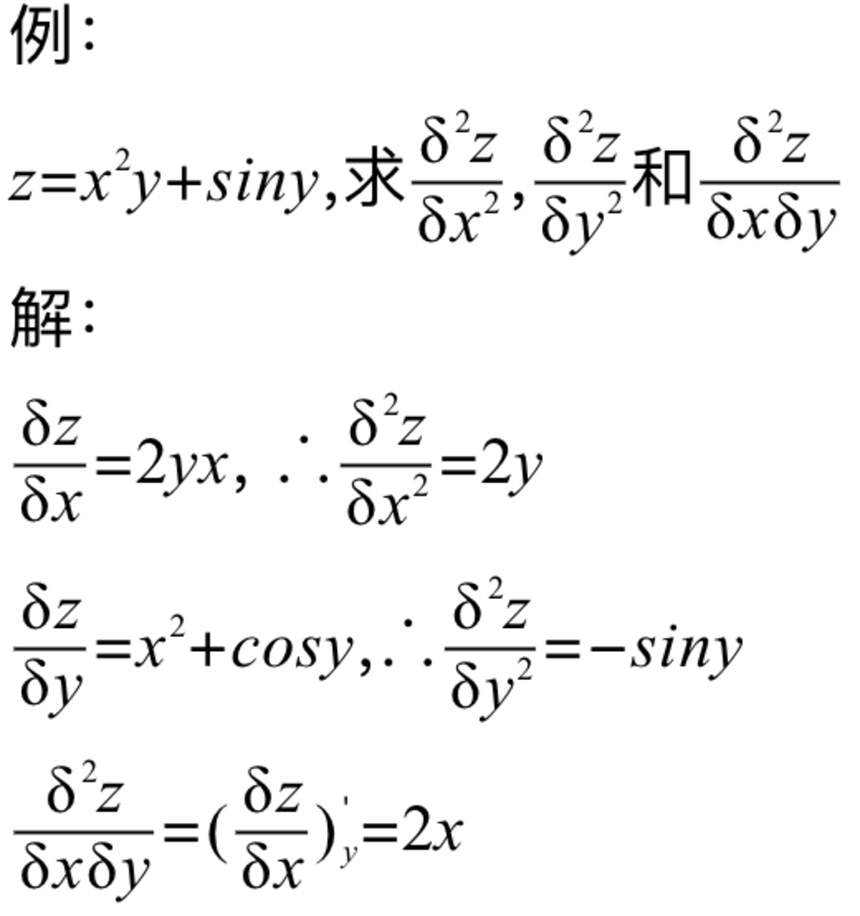 例：
z=x²y+siny,求δ²z/δx²,δ²z/δy²和δ²z/δxδy
解：
δz/δx=2yx, ∴δ²z/δx²=2y
δz/δy=x²+cosy,∴δ²z/δy²=-siny
δ²z/δxδy=(δz/δx)'y=2x